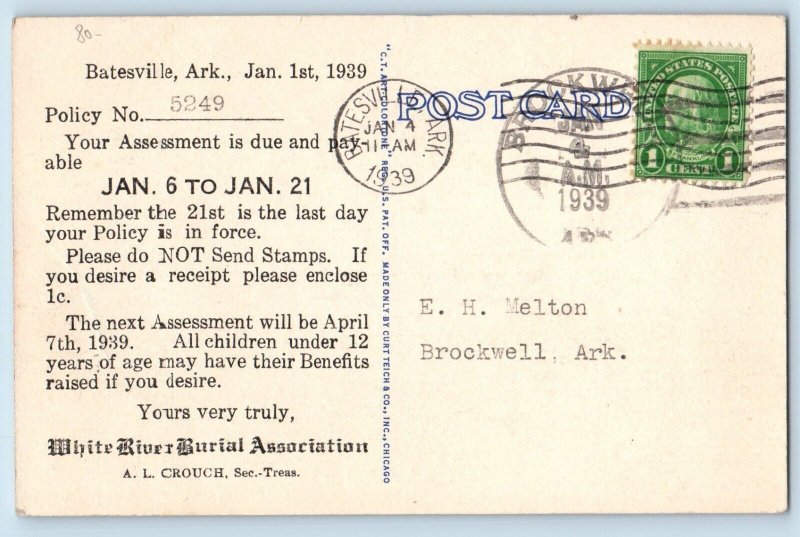 80-
Batesville, Ark., Jan. 1st, 1939
Policy No. 5249
Your Assessment is due and pay-
able
JAN. 6 TO JAN. 21
Remember the 21st is the last day
your Policy is in force.
Please do NOT Send Stamps. If
you desire a receipt please enclose
1c.
The next Assessment will be April
7th, 1939. All children under 12
years of age may have their Benefits
raised if you desire.
Yours very truly,
White River Burial Association
A. L. CROUCH, Sec.-Treas.
"C.T. ART-COLORTONE" REG. U.S. PAT. OFF. MADE ONLY BY CURT TEICH & CO., INC., CHICAGO
POST CARD
BATESVILLE, ARK.
JAN 4
11 AM
1939
JAN
A.M.
1939
ARK
UNITED STATES POSTAGE
1 1
E. H. Melton
Brockwell, Ark.